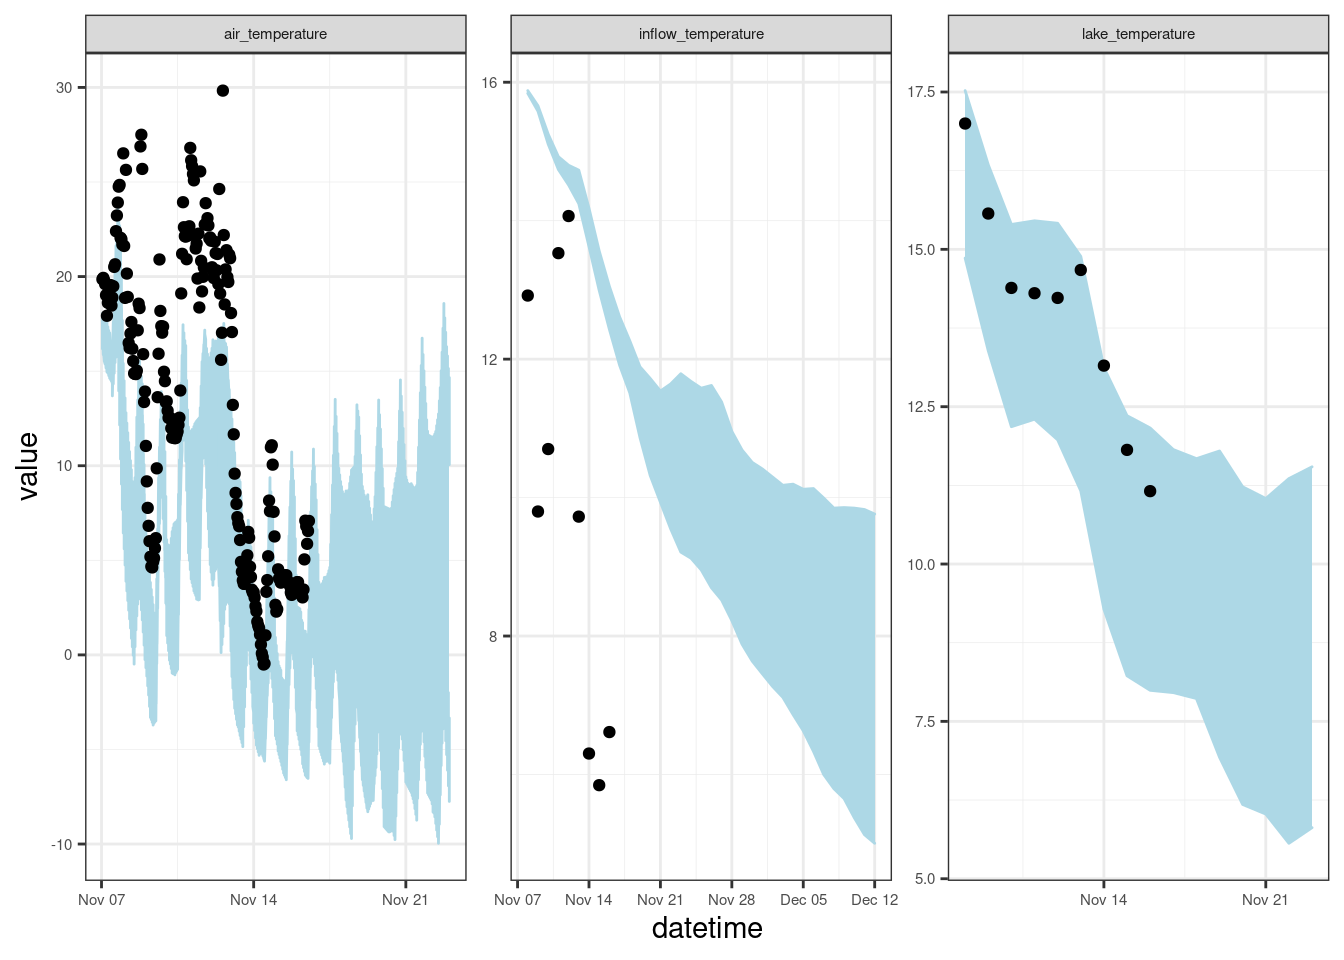 air_temperature
inflow_temperature
lake_temperature
value
30
20
10
0
-10
16
12
8
17.5
15.0
12.5
10.0
7.5
5.0
Nov 07
Nov 14
Nov 21
Nov 07
Nov 14
Nov 21
Nov 28
Dec 05
Dec 12
Nov 14
Nov 21
datetime